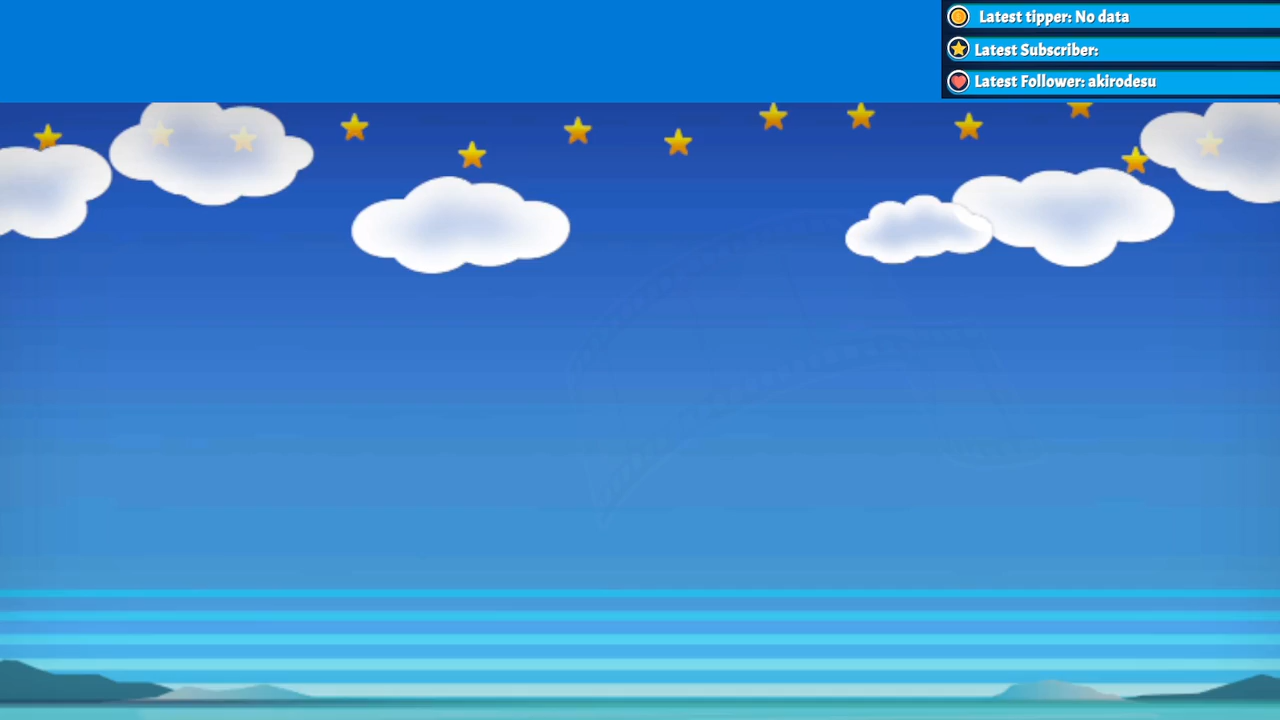 Latest tipper: No data
Latest Subscriber:
Latest Follower: akirodesu